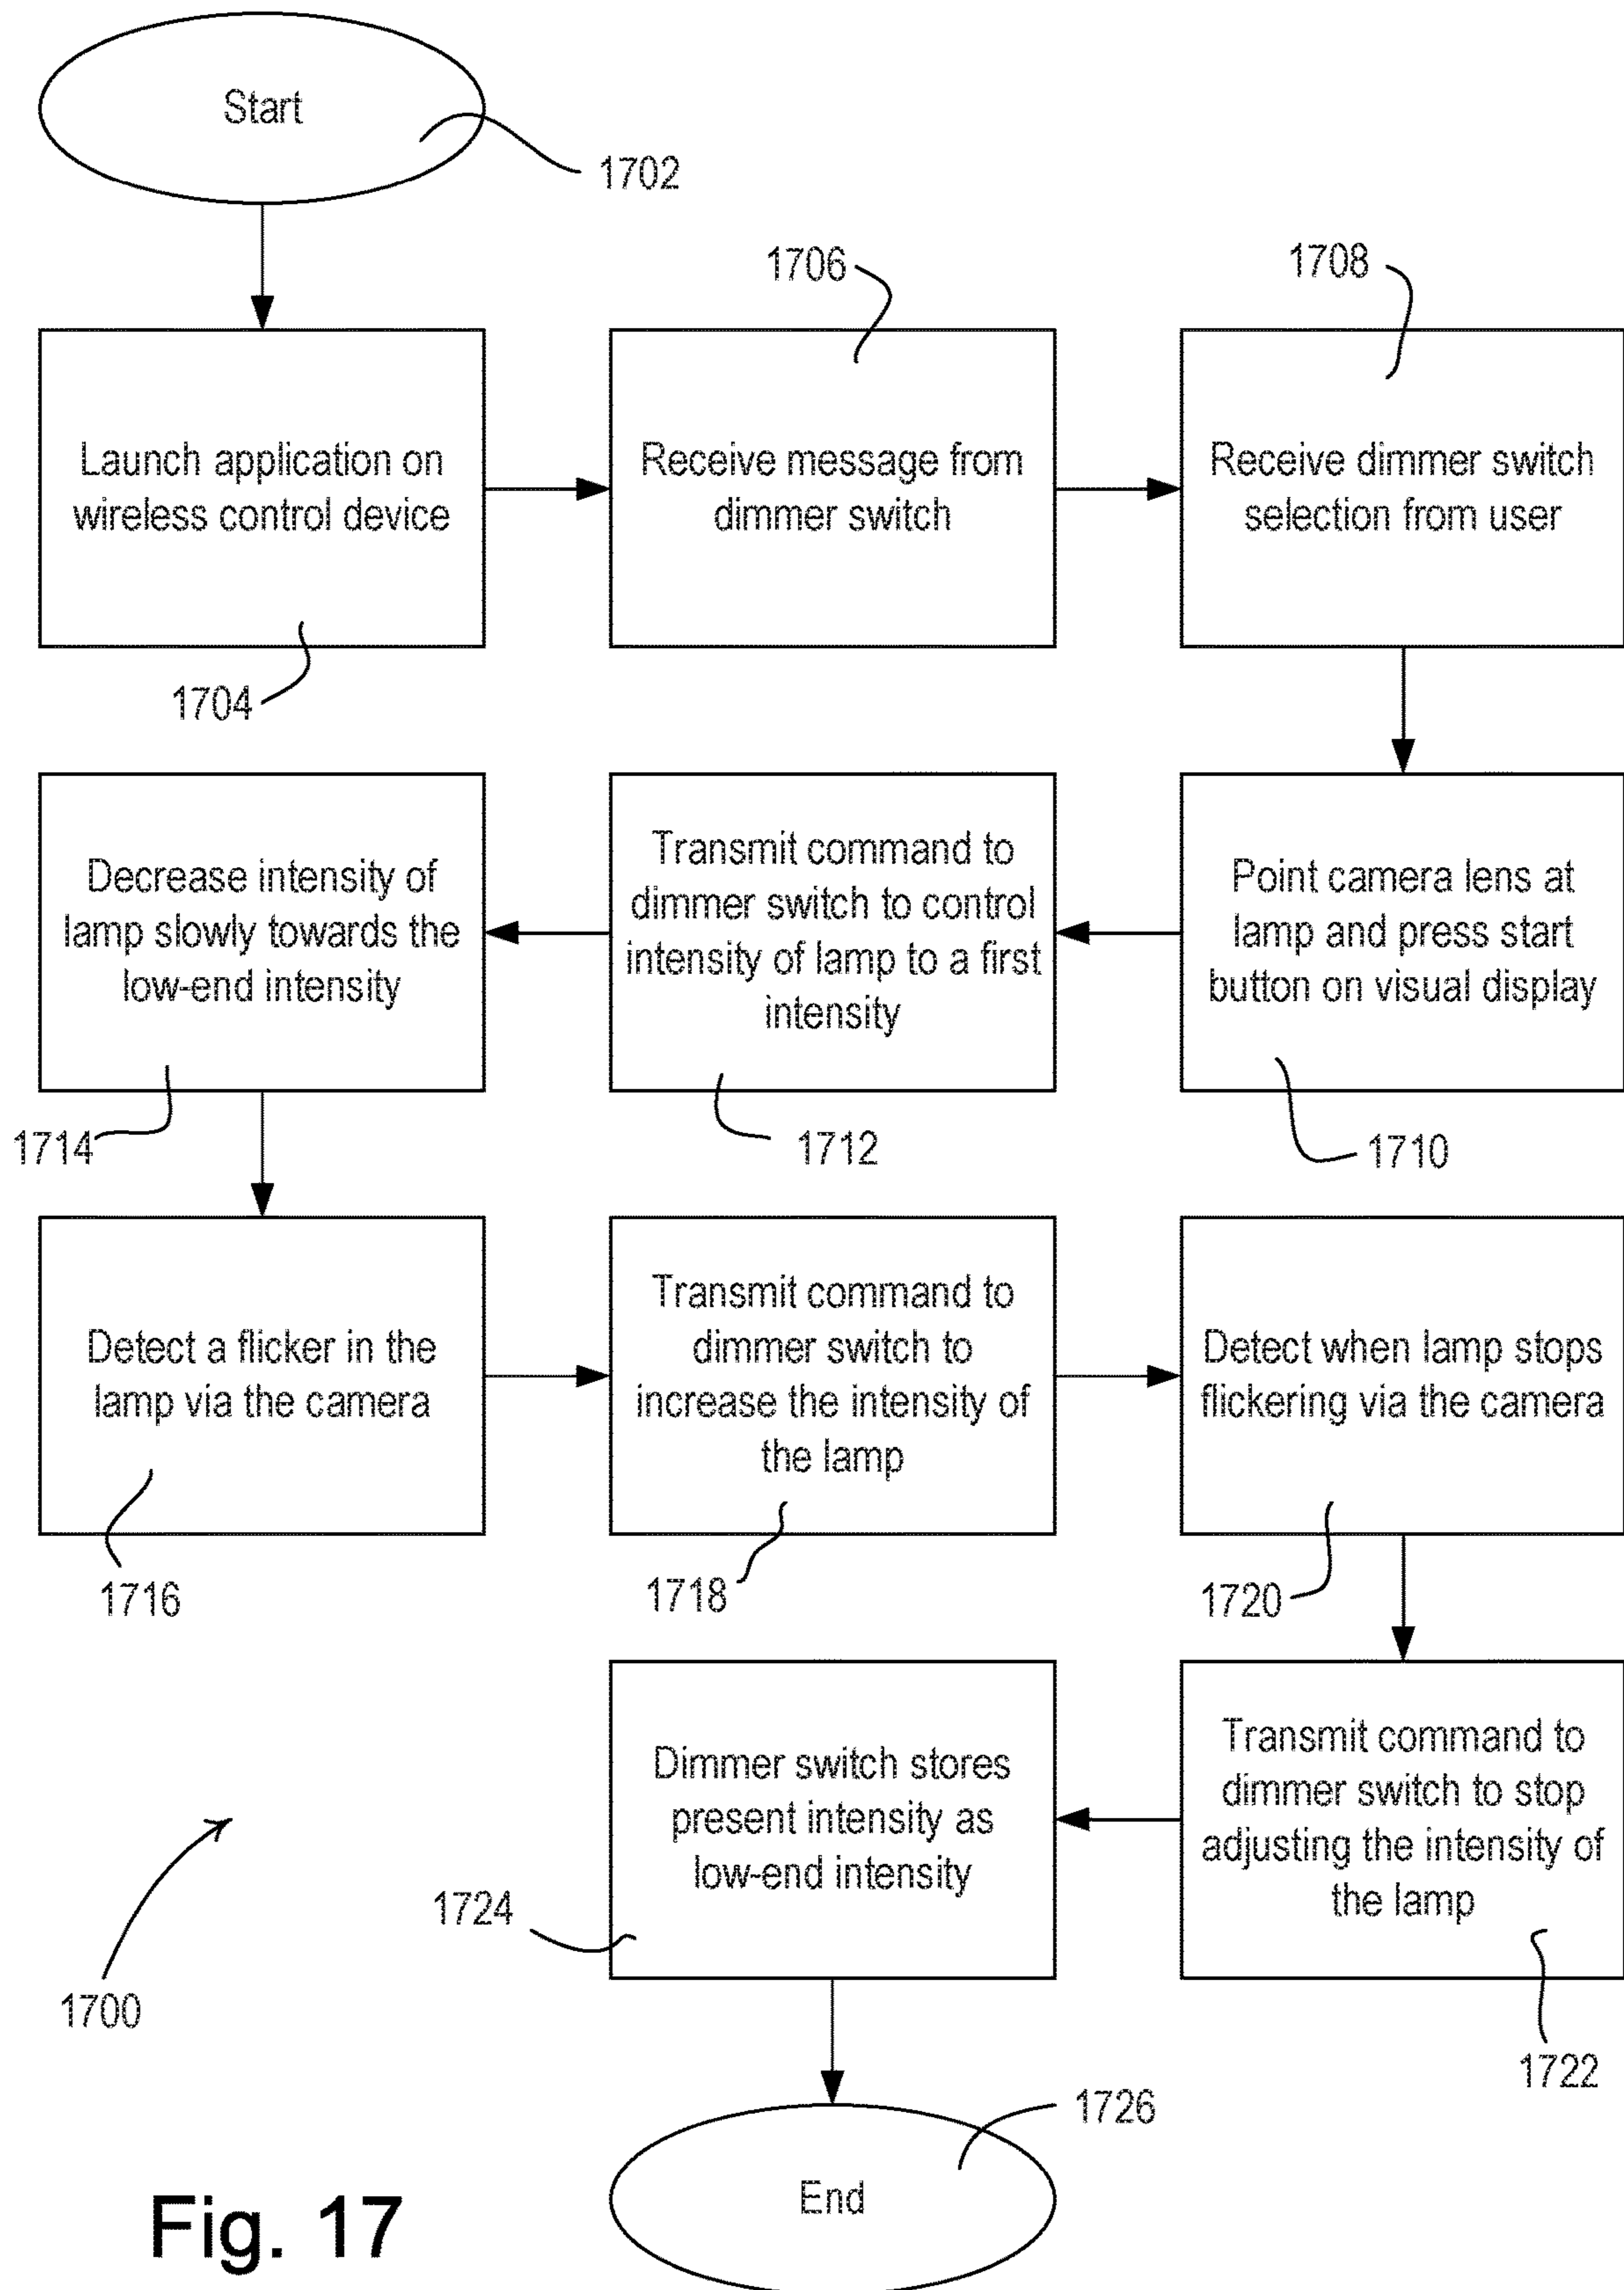 Start
1702
1706
1708
Launch application on
wireless control device
Receive message from
dimmer switch
Receive dimmer switch
selection from user
1704
Point camera lens at
lamp and press start
button on visual display
Transmit command to
dimmer switch to control
intensity of lamp to a first
intensity
Decrease intensity of
lamp slowly towards the
low-end intensity
1710
1712
1714
Detect a flicker in the
lamp via the camera
Transmit command to
dimmer switch to
increase the intensity of
the lamp
Detect when lamp stops
flickering via the camera
1716
1718
1720
Transmit command to
dimmer switch to stop
adjusting the intensity of
the lamp
Dimmer switch stores
present intensity as
low-end intensity
1724
1722
1700
1726
End
Fig. 17